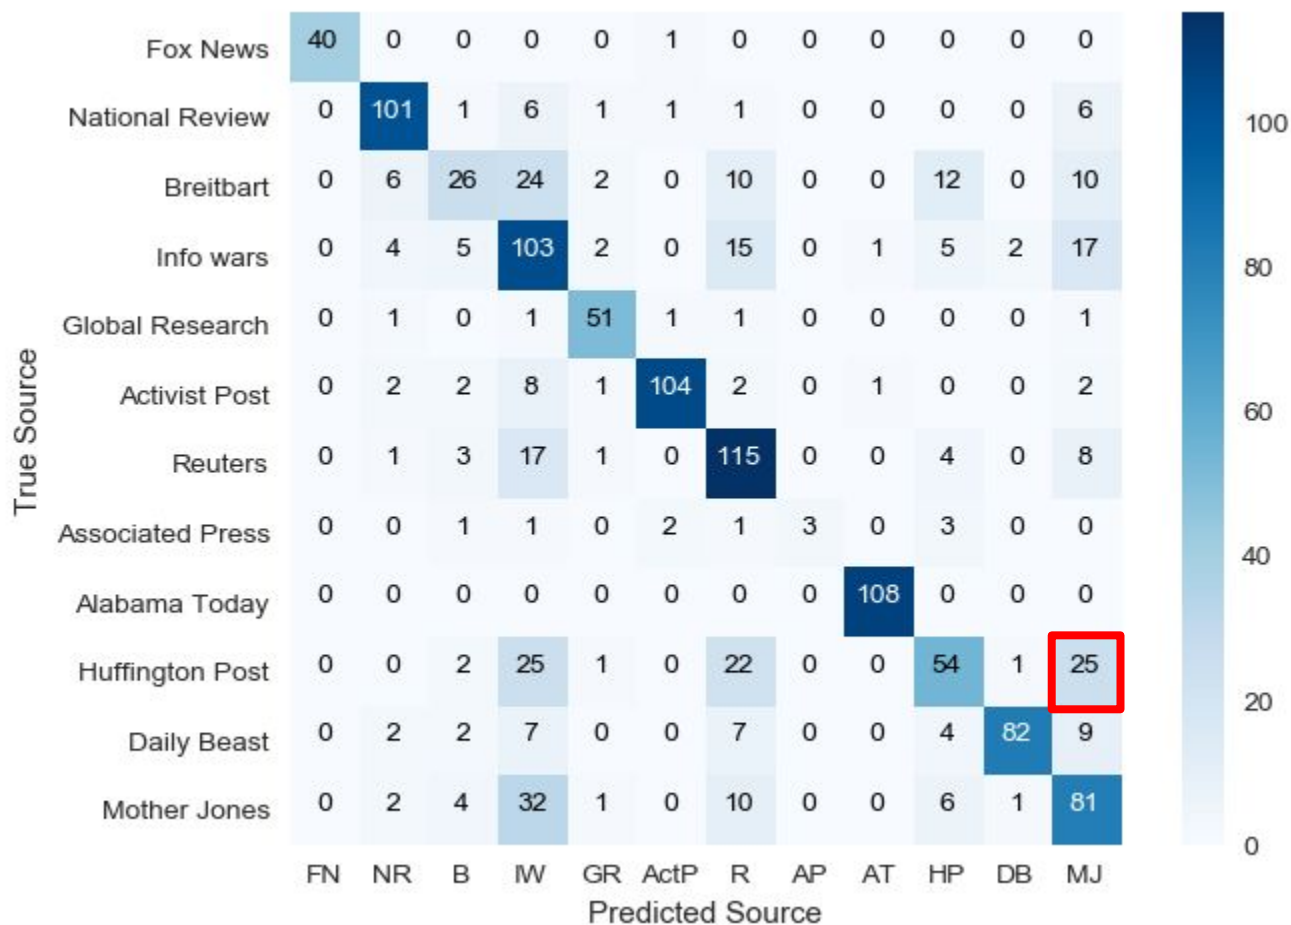 Fox News 40 0 0 0 0 1 0 0 0 0 0 0
National Review 0 101 1 6 1 1 1 0 0 0 0 6
100
Breitbart 0 6 26 24 2 0 10 0 0 12 0 10
Info wars 0 4 5 103 2 0 15 0 1 5 2 17
80
Global Research 0 1 0 1 51 1 1 0 0 0 0 1
Activist Post 0 2 2 8 1 104 2 0 1 0 0 2
60
True Source
Reuters 0 1 3 17 1 0 115 0 0 4 0 8
Associated Press 0 0 1 1 0 2 1 3 0 3 0 0
40
Alabama Today 0 0 0 0 0 0 0 0 108 0 0 0
Huffington Post 0 0 2 25 1 0 22 0 0 54 1 25
20
Daily Beast 0 2 2 7 0 0 7 0 0 4 82 9
Mother Jones 0 2 4 32 1 0 10 0 0 6 1 81
0
FN NR B IW GR ActP R AP AT HP DB MJ
Predicted Source